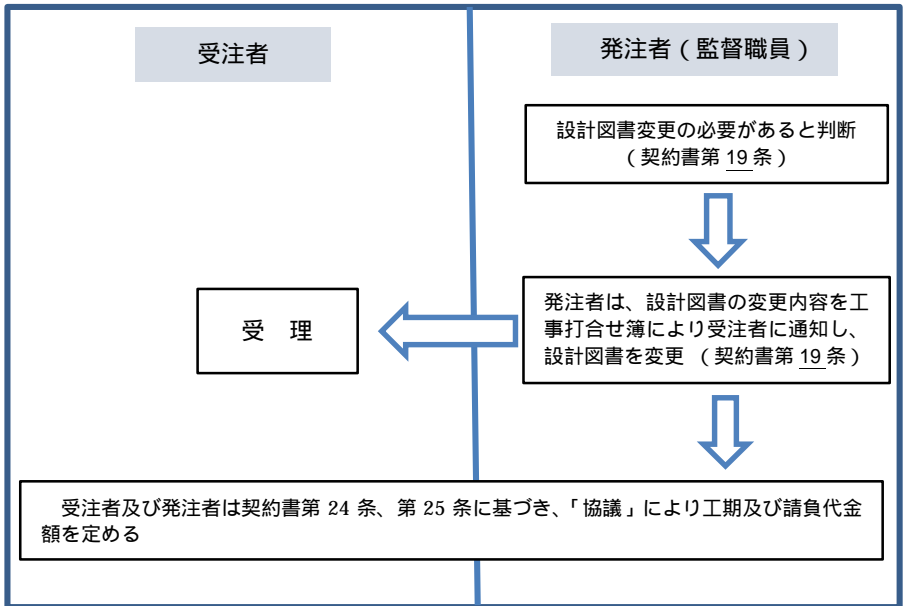 受注者
発注者(監督職員)
設計図書変更の必要があると判断
(契約書第 19 条)
発注者は、設計図書の変更内容を工
事打合せ簿により受注者に通知し、
設計図書を変更 (契約書第 19 条)
受 理
受注者及び発注者は契約書第 24 条、第 25 条に基づき、「協議」により工期及び請負代金
額を定める